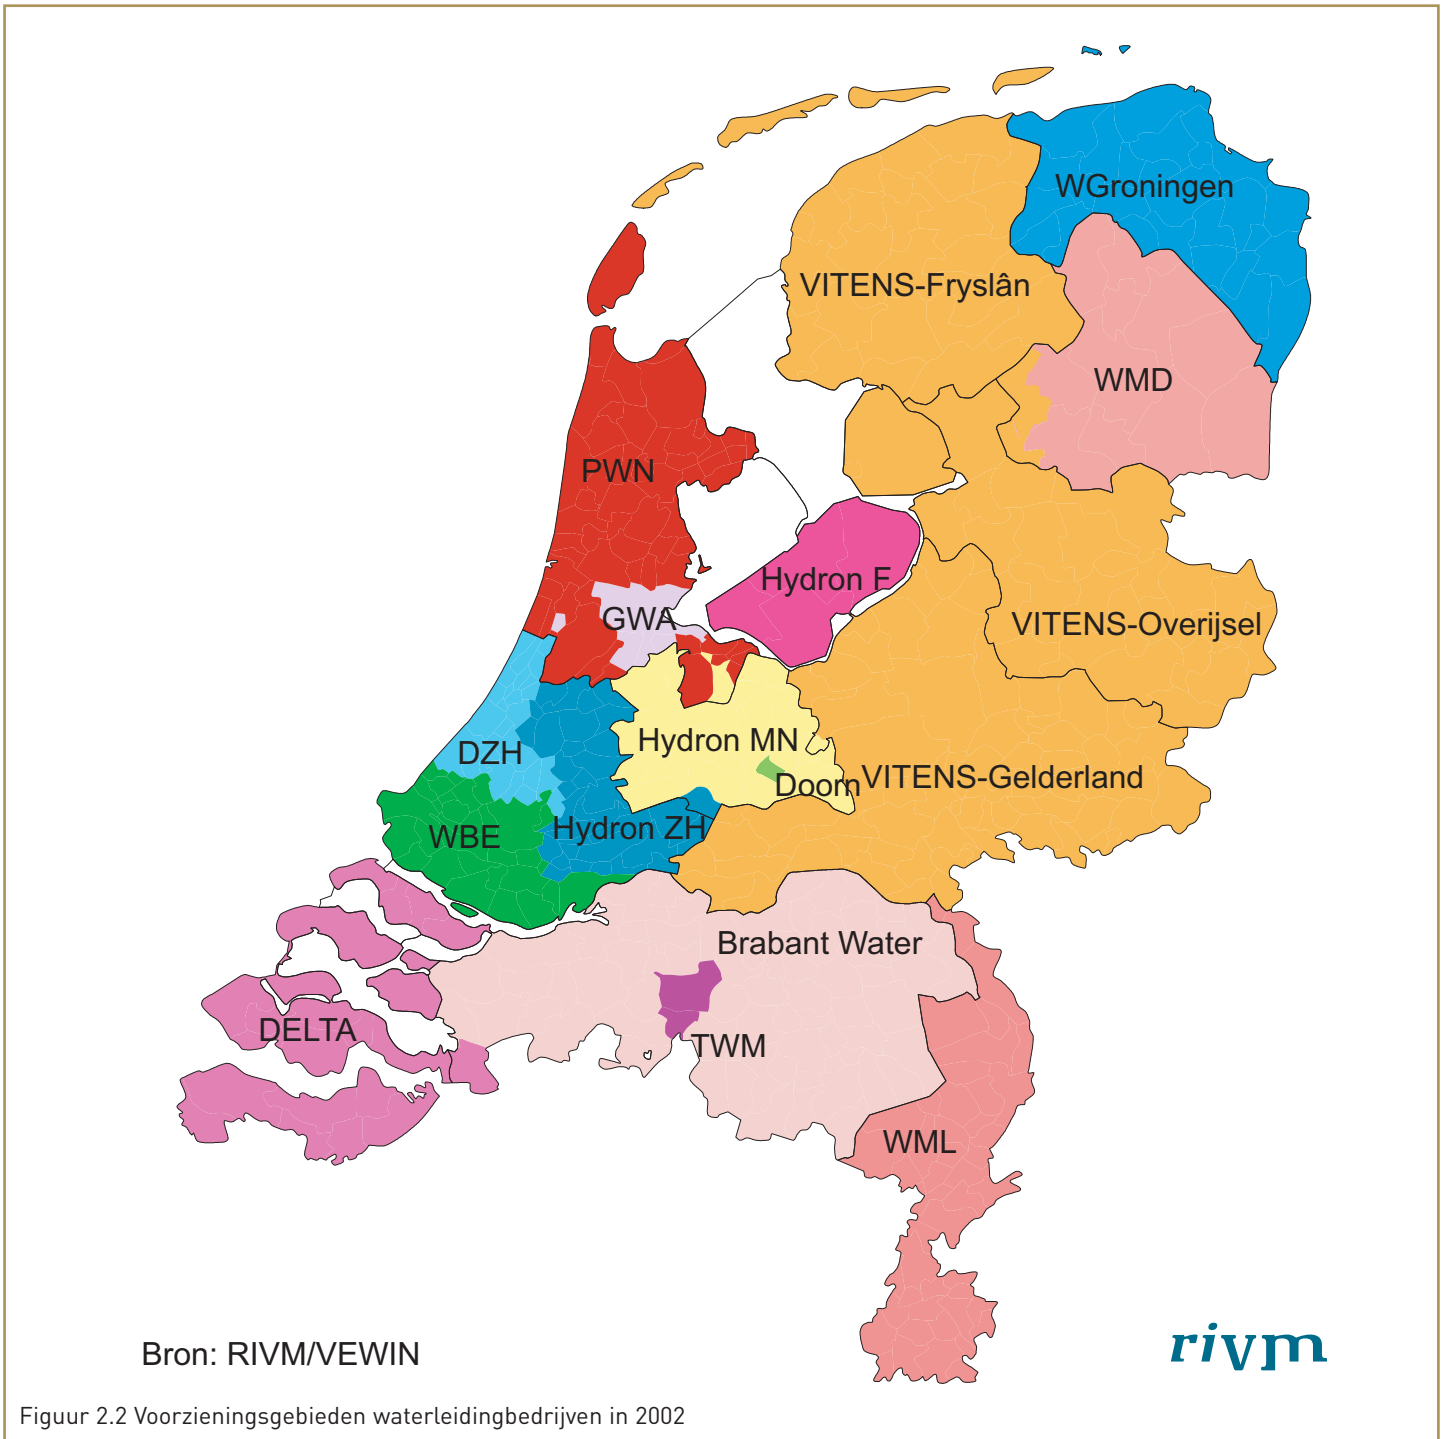 WGroningen
VITENS-Fryslân
WMD
PWN
Hydron F
GWA
VITENS-Overijsel
Hydron MN
DZH
Doorn
VITENS-Gelderland
WBE
Hydron ZH
Brabant Water
DELTA
TWM
WML
Bron: RIVM/VEWIN
rivm
Figuur 2.2 Voorzieningsgebieden waterleidingbedrijven in 2002